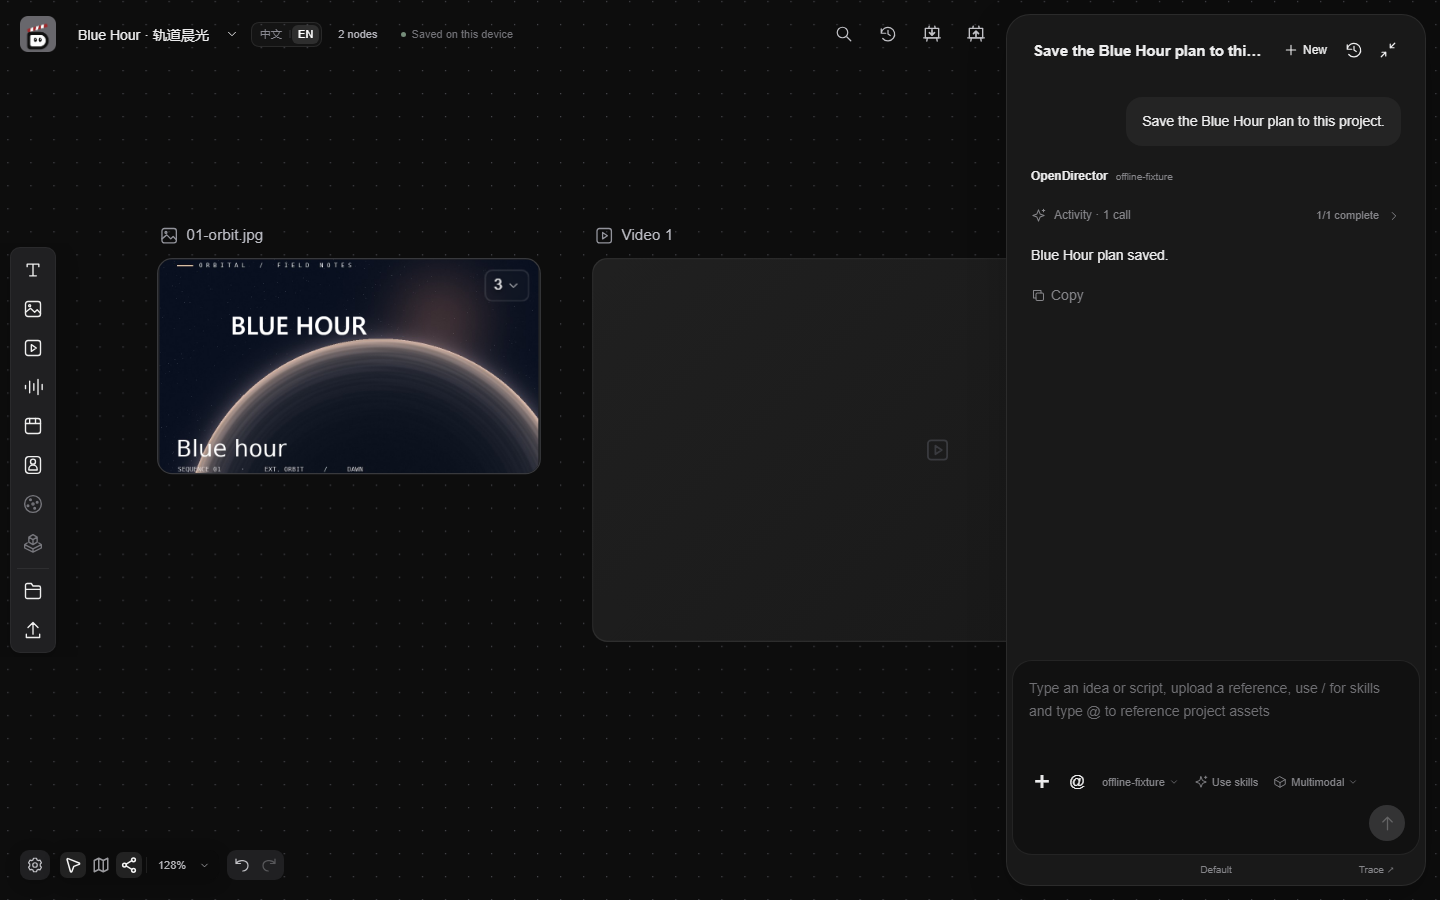 Blue Hour · 轨道晨光
中文 EN
2 nodes
Saved on this device
Save the Blue Hour plan to thi...
New
Save the Blue Hour plan to this project.
OpenDirector offline-fixture
Activity · 1 call
1/1 complete
Blue Hour plan saved.
Copy
01-orbit.jpg
Video 1
ORBITAL / FIELD NOTES
3
BLUE HOUR
Blue hour
SEQUENCE 01 · EXT. ORBIT / DAWN
Type an idea or script, upload a reference, use / for skills
and type @ to reference project assets
@ offline-fixture Use skills Multimodal
128%
Default
Trace ↗